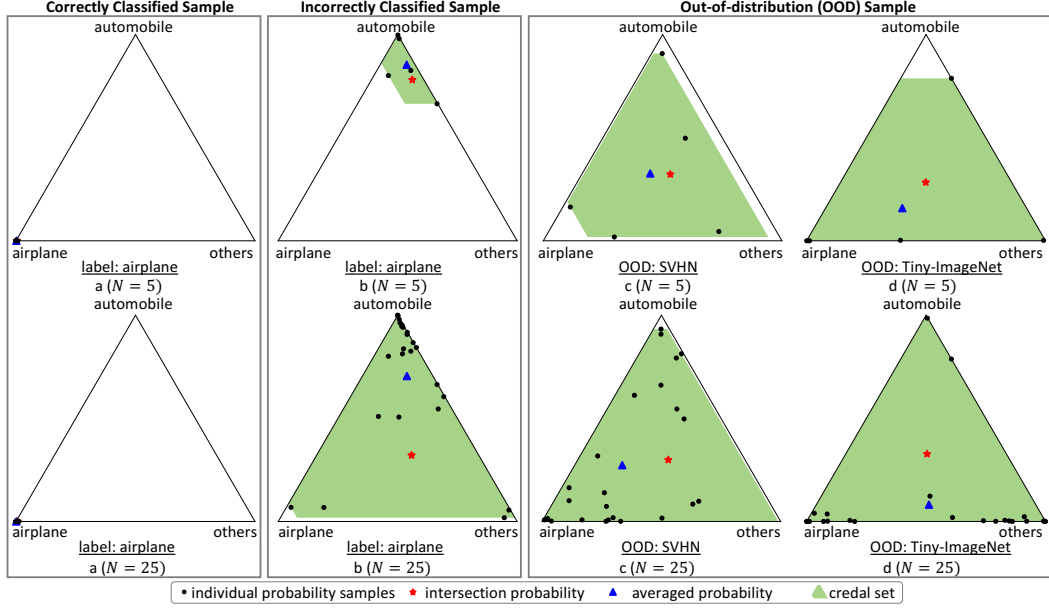 Correctly Classified Sample
Incorrectly Classified Sample
Out-of-distribution (OOD) Sample
automobile
automobile
automobile
automobile
airplane others
airplane others
airplane others
airplane others
label: airplane
label: airplane
OOD: SVHN
OOD: Tiny-ImageNet
a (N = 5)
b (N = 5)
c (N = 5)
d (N = 5)
automobile
automobile
automobile
automobile
airplane others
airplane others
airplane others
airplane others
label: airplane
label: airplane
OOD: SVHN
OOD: Tiny-ImageNet
a (N = 25)
b (N = 25)
c (N = 25)
d (N = 25)
individual probability samples
intersection probability
averaged probability
credal set